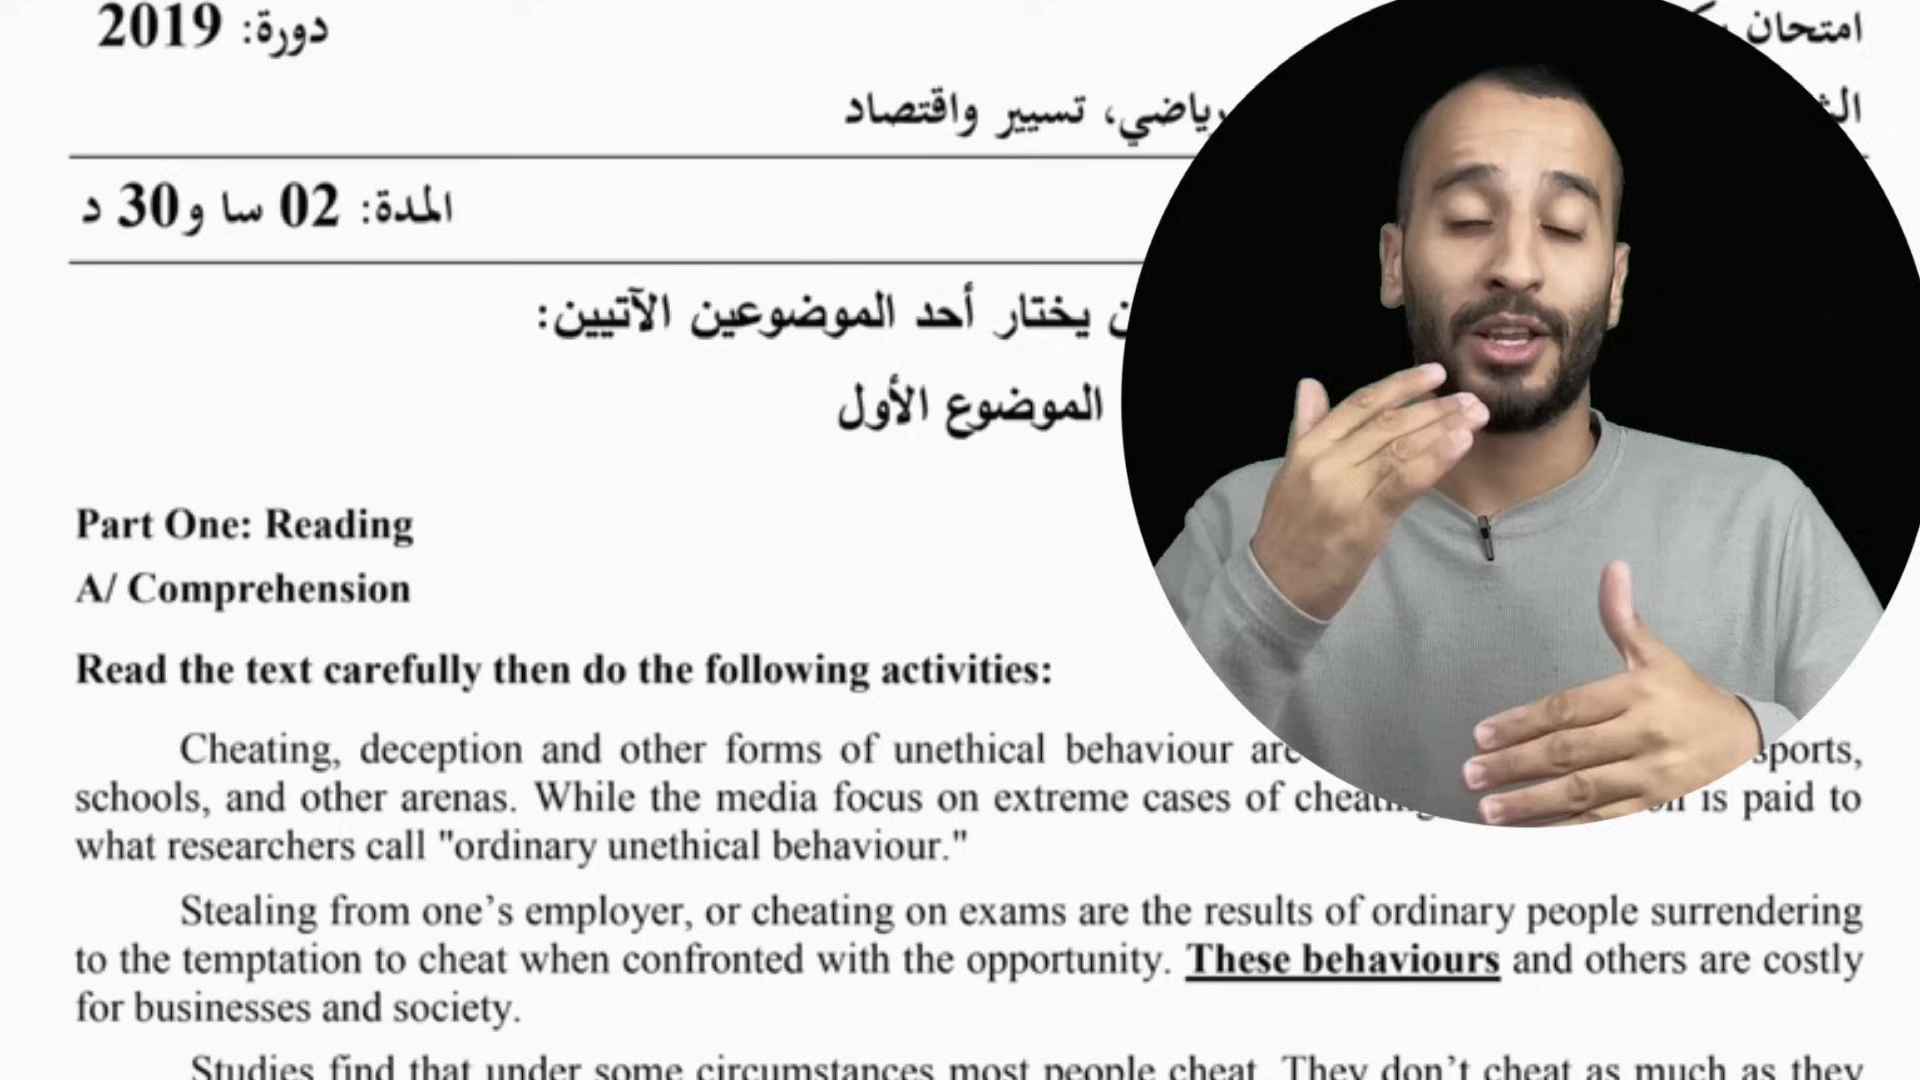 امتحان دورة: 2019
رياضي، تسيير واقتصاد
المدة: 02 سا و30 د
يختار أحد الموضوعين الآتيين:
الموضوع الأول
Part One: Reading
A/ Comprehension
Read the text carefully then do the following activities:
Cheating, deception and other forms of unethical behaviour are sports,
schools, and other arenas. While the media focus on extreme cases of is paid to
what researchers call "ordinary unethical behaviour."
Stealing from one’s employer, or cheating on exams are the results of ordinary people surrendering
to the temptation to cheat when confronted with the opportunity. These behaviours and others are costly
for businesses and society.
Studies find that under some circumstances most people cheat. They don’t cheat as much as they